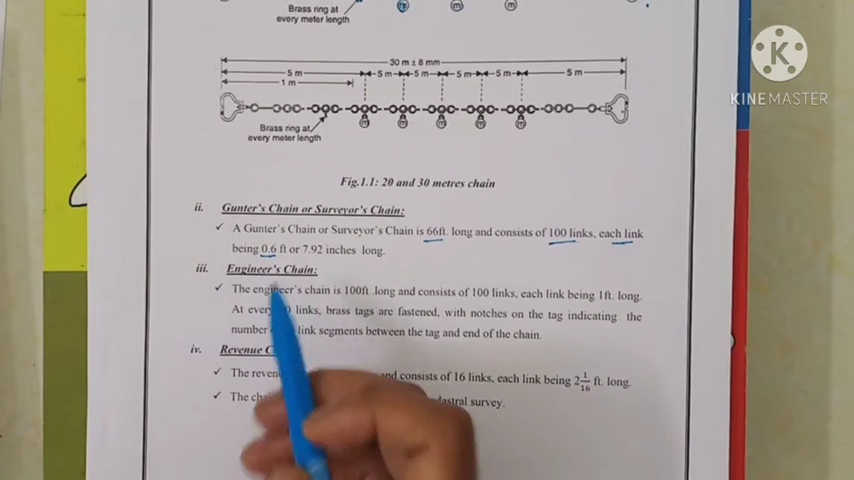 Brass ring at
every meter length
m
m
m
KINEMASTER
30 m ± 8 mm
5 m 5 m 5 m 5 m 5 m 5 m
1 m
m m m m m
Brass ring at
every meter length
Fig.1.1: 20 and 30 metres chain
ii. Gunter's Chain or Surveyor's Chain:
✓ A Gunter's Chain or Surveyor's Chain is 66ft. long and consists of 100 links, each link
being 0.6 ft or 7.92 inches long.
iii. Engineer's Chain:
✓ The engineer's chain is 100ft .long and consists of 100 links, each link being 1ft. long.
At every links, brass tags are fastened, with notches on the tag indicating the
number link segments between the tag and end of the chain.
iv. Revenue
✓ The and consists of 16 links, each link being 2 1/16 ft. long.
✓ The survey.